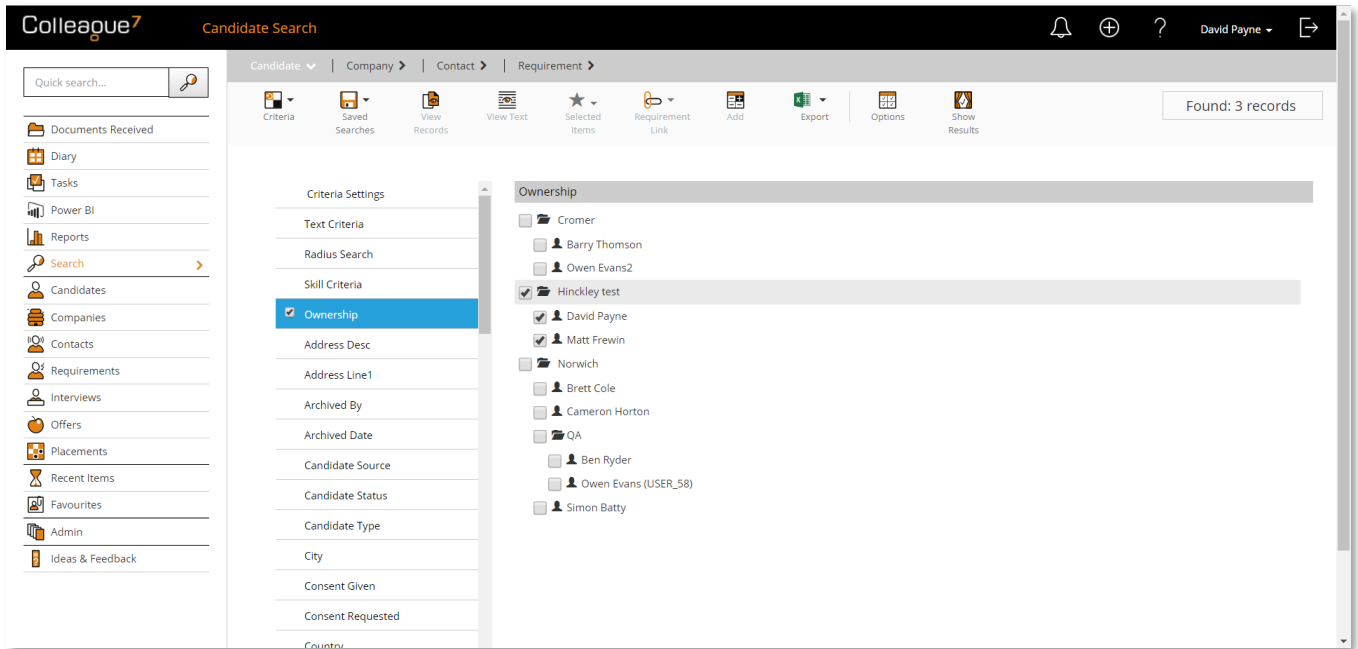 Colleague7
Candidate Search
David Payne
Quick search...
Documents Received
Diary
Tasks
Power BI
Reports
Search
Candidates
Companies
Contacts
Requirements
Interviews
Offers
Placements
Recent Items
Favourites
Admin
Ideas & Feedback
Candidate
Company
Contact
Requirement
Criteria
Saved
Searches
View
Records
View Text
Selected
Items
Requirement
Link
Add
Export
Options
Show
Results
Found: 3 records
Criteria Settings
Text Criteria
Radius Search
Skill Criteria
Ownership
Address Desc
Address Line1
Archived By
Archived Date
Candidate Source
Candidate Status
Candidate Type
City
Consent Given
Consent Requested
Country
Ownership
Cromer
Barry Thomson
Owen Evans2
Hinckley test
David Payne
Matt Frewin
Norwich
Brett Cole
Cameron Horton
QA
Ben Ryder
Owen Evans (USER_58)
Simon Batty